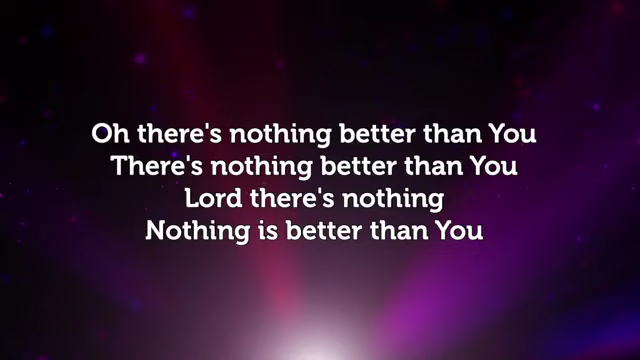 Oh there's nothing better than You
There's nothing better than You
Lord there's nothing
Nothing is better than You